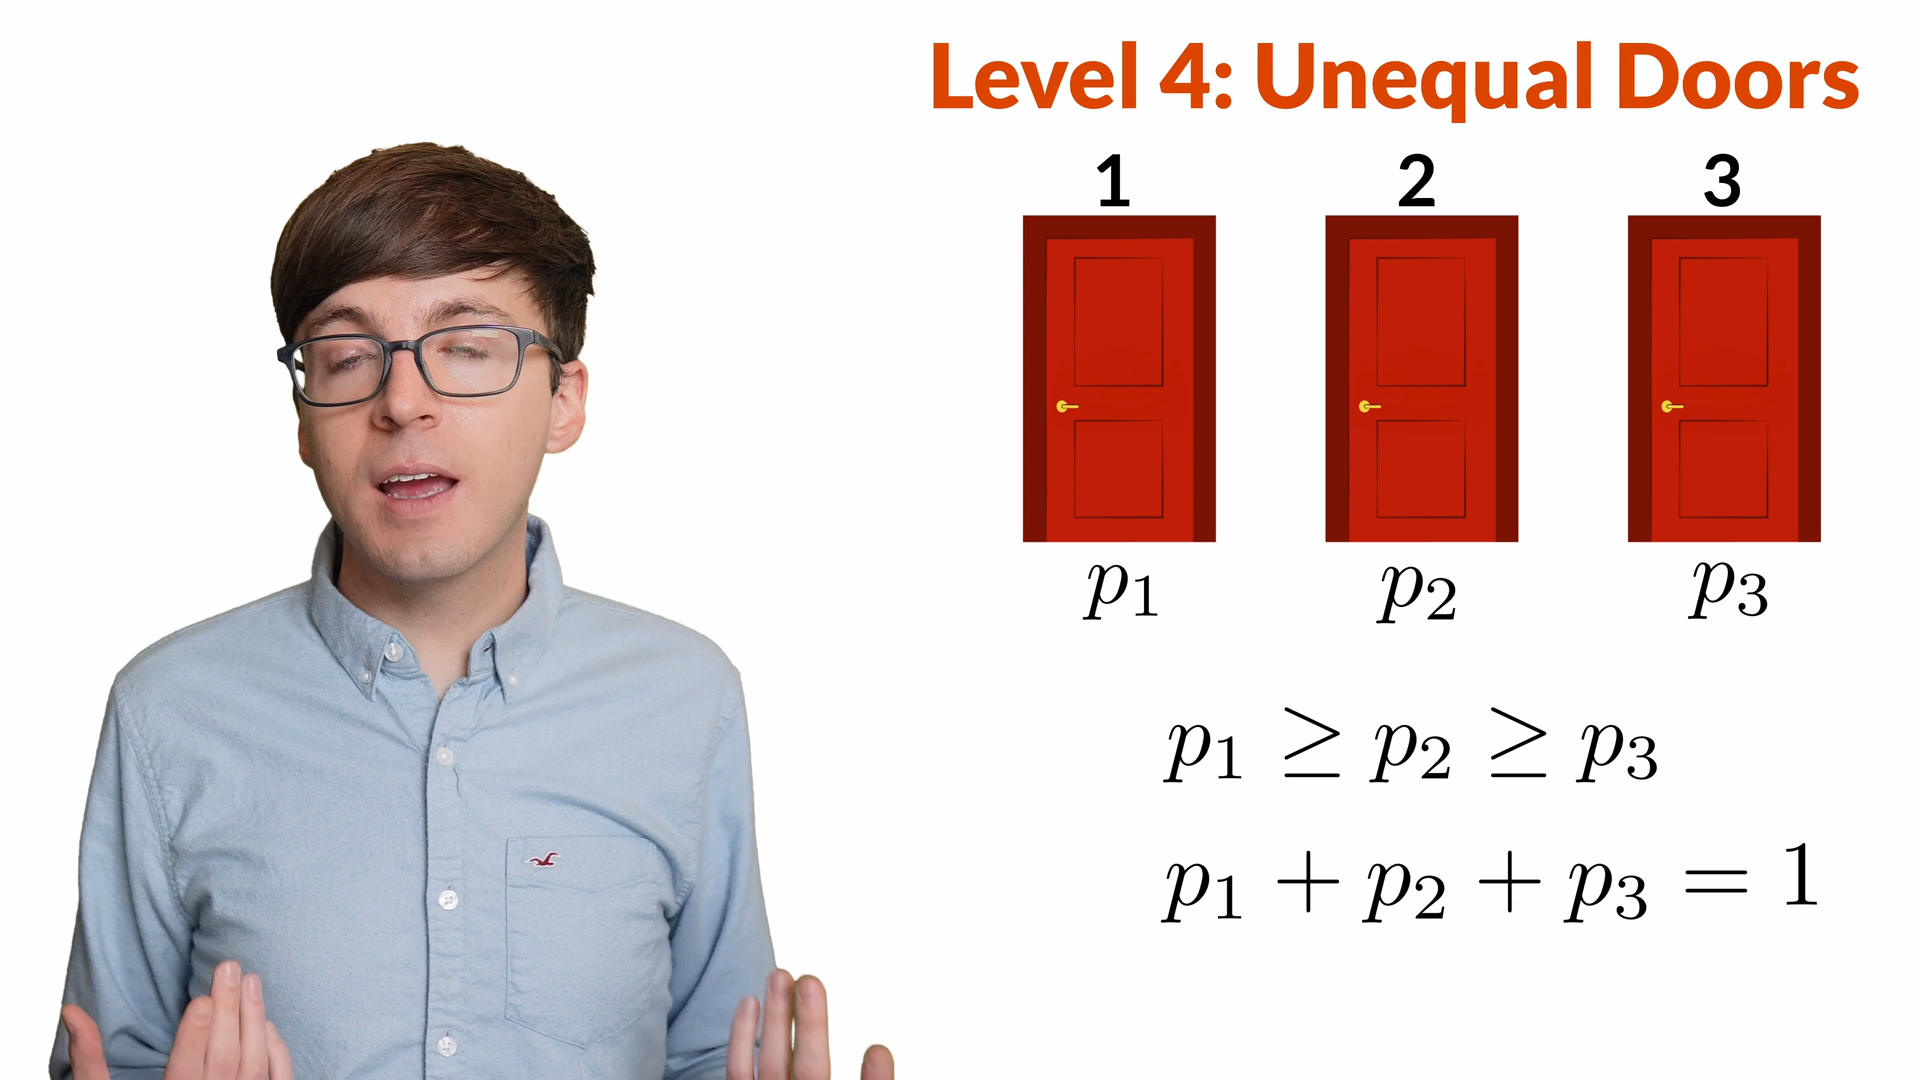 Level 4: Unequal Doors
1 2 3
p₁ p₂ p₃
p₁ ≥ p₂ ≥ p₃
p₁ + p₂ + p₃ = 1